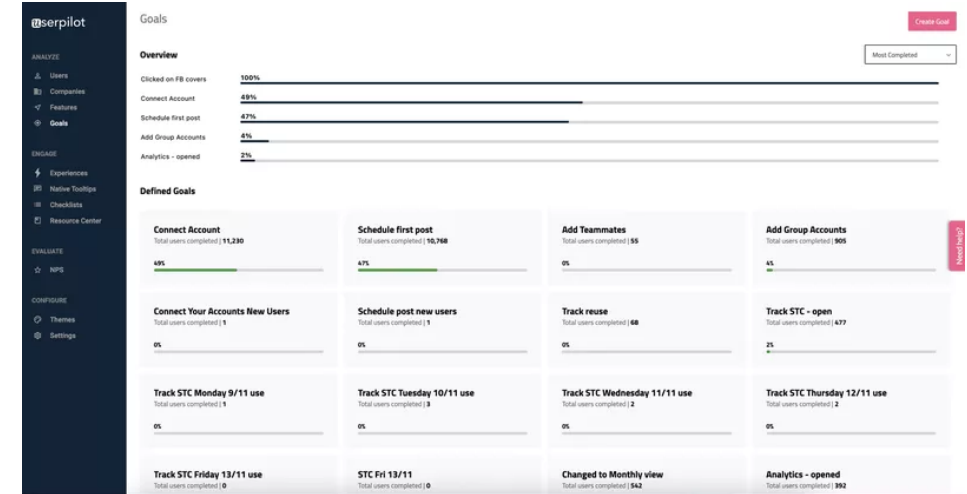 userpilot
Goals
Create Goal
ANALYZE
Users
Companies
Features
Goals
ENGAGE
Experiences
Native Tooltips
Checklists
Resource Center
EVALUATE
NPS
CONFIGURE
Themes
Settings
Overview
Most Completed
Clicked on FB covers 100%
Connect Account 49%
Schedule first post 47%
Add Group Accounts 4%
Analytics - opened 2%
Defined Goals
Connect Account
Total users completed | 11,230
49%
Schedule first post
Total users completed | 10,768
47%
Add Teammates
Total users completed | 55
0%
Add Group Accounts
Total users completed | 905
4%
Need help?
Connect Your Accounts New Users
Total users completed | 1
0%
Schedule post new users
Total users completed | 1
0%
Track reuse
Total users completed | 68
0%
Track STC - open
Total users completed | 477
2%
Track STC Monday 9/11 use
Total users completed | 1
0%
Track STC Tuesday 10/11 use
Total users completed | 3
0%
Track STC Wednesday 11/11 use
Total users completed | 2
0%
Track STC Thursday 12/11 use
Total users completed | 2
0%
Track STC Friday 13/11 use
Total users completed | 0
STC Fri 13/11
Total users completed | 0
Changed to Monthly view
Total users completed | 542
Analytics - opened
Total users completed | 392